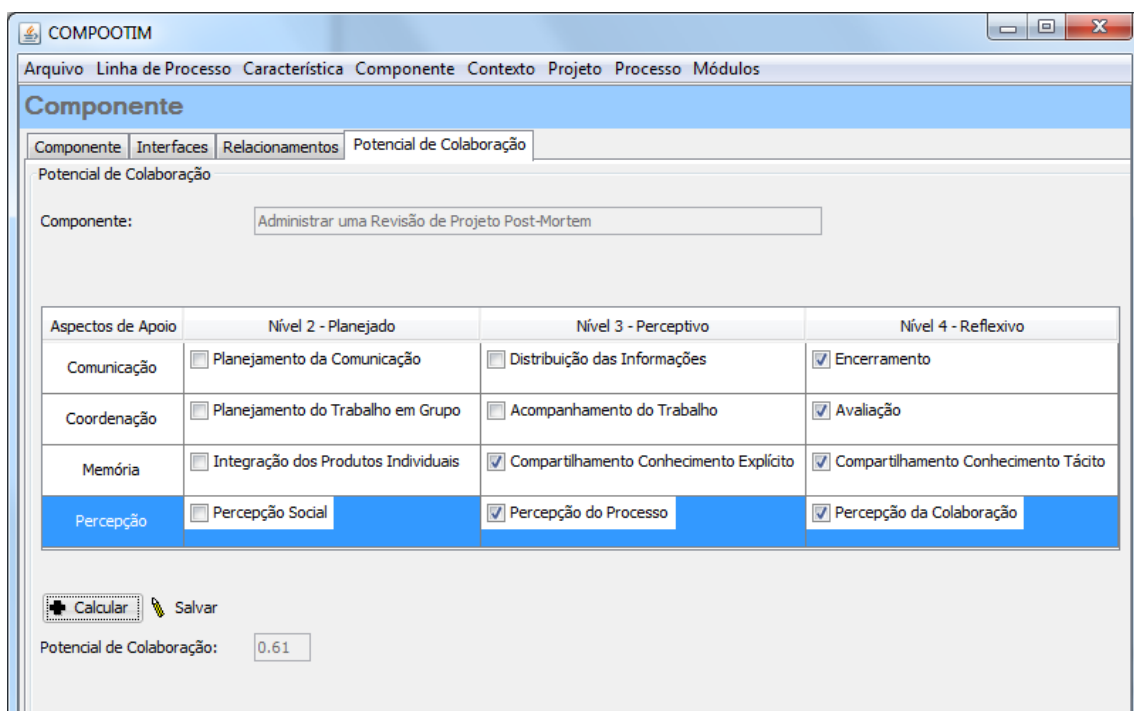 COMPOOTIM
Arquivo Linha de Processo Característica Componente Contexto Projeto Processo Módulos
Componente
Componente Interfaces Relacionamentos Potencial de Colaboração
Potencial de Colaboração
Componente: Administrar uma Revisão de Projeto Post-Mortem
Aspectos de Apoio Nível 2 - Planejado Nível 3 - Perceptivo Nível 4 - Reflexivo
Comunicação Planejamento da Comunicação Distribuição das Informações Encerramento
Coordenação Planejamento do Trabalho em Grupo Acompanhamento do Trabalho Avaliação
Memória Integração dos Produtos Individuais Compartilhamento Conhecimento Explícito Compartilhamento Conhecimento Tácito
Percepção Percepção Social Percepção do Processo Percepção da Colaboração
Calcular Salvar
Potencial de Colaboração: 0.61